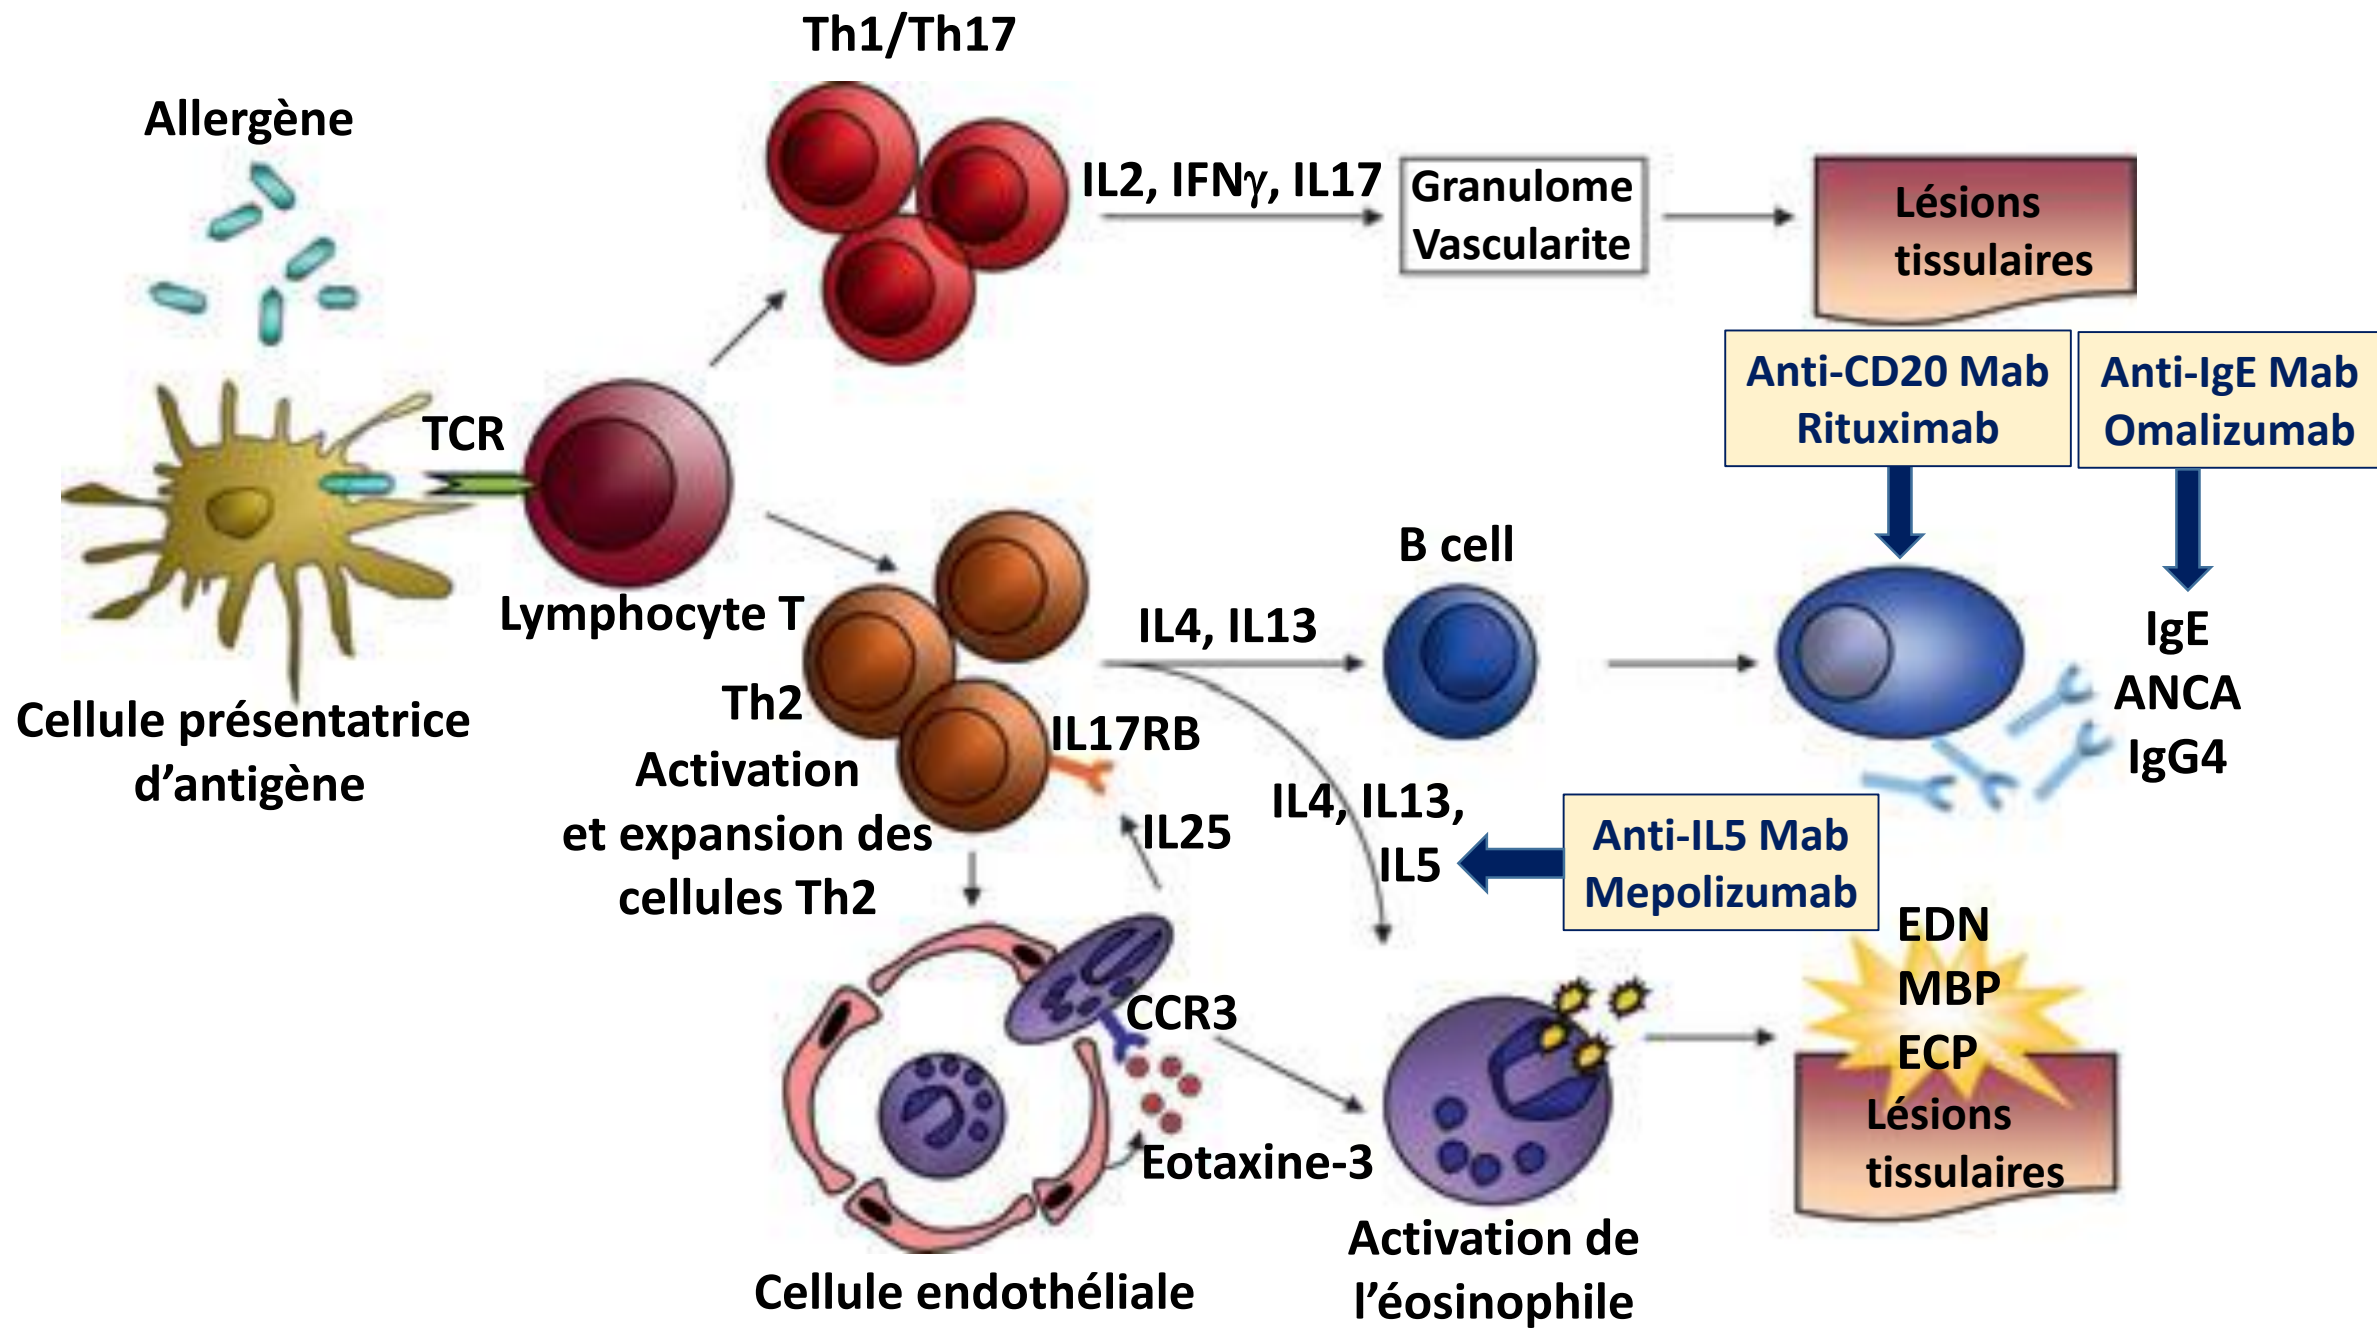 Th1/Th17
Allergène
IL2, IFNγ, IL17
Granulome
Vascularite
Lésions
tissulaires
Anti-CD20 Mab
Rituximab
Anti-IgE Mab
Omalizumab
TCR
Lymphocyte T
Cellule présentatrice
d’antigène
B cell
IL4, IL13
Th2
Activation
et expansion des
cellules Th2
IL17RB
IL25
IgE
ANCA
IgG4
IL4, IL13,
IL5
Anti-IL5 Mab
Mepolizumab
EDN
MBP
ECP
Lésions
tissulaires
CCR3
Eotaxine-3
Cellule endothéliale
Activation de
l’éosinophile